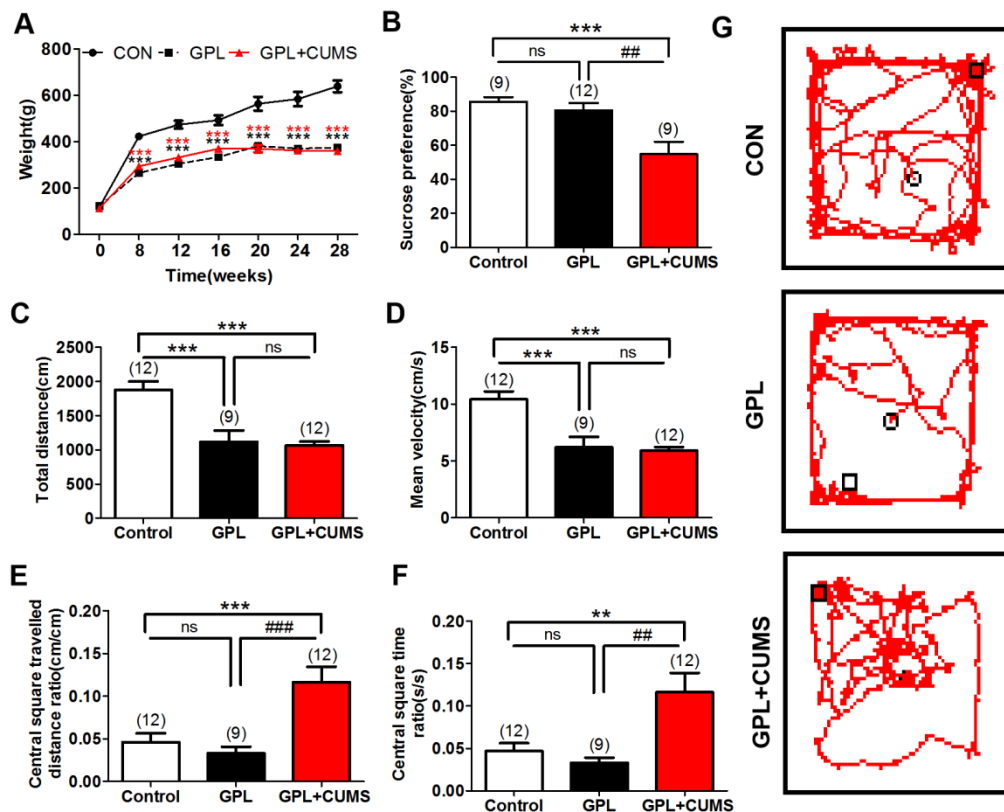 A
CON GPL GPL+CUMS
Weight(g)
800
600
400
200
0
*** *** *** *** *** ***
*** *** *** *** *** ***
0 8 12 16 20 24 28
Time(weeks)
B
Sucrose preference(%)
100
80
60
40
20
0
***
ns ##
(9) (12) (9)
Control GPL GPL+CUMS
C
Total distance(cm)
2500
2000
1500
1000
500
0
***
*** ns
(12) (9) (12)
Control GPL GPL+CUMS
D
Mean velocity(cm/s)
15
10
5
0
***
*** ns
(12) (9) (12)
Control GPL GPL+CUMS
E
Central square travelled
distance ratio(cm/cm)
0.20
0.15
0.10
0.05
0.00
***
ns ###
(12) (9) (12)
Control GPL GPL+CUMS
F
Central square time
ratio(s/s)
0.20
0.15
0.10
0.05
0.00
**
ns ##
(12) (9) (12)
Control GPL GPL+CUMS
G
CON
GPL
GPL+CUMS